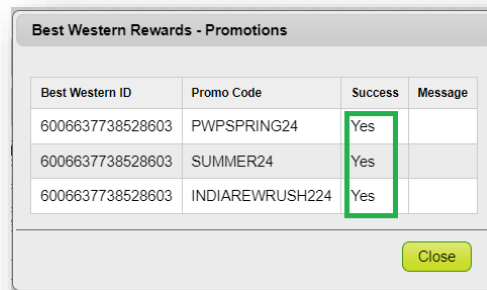 Best Western Rewards - Promotions
Best Western ID Promo Code Success Message
6006637738528603 PWPSPRING24 Yes
6006637738528603 SUMMER24 Yes
6006637738528603 INDIAREWRUSH224 Yes
Close